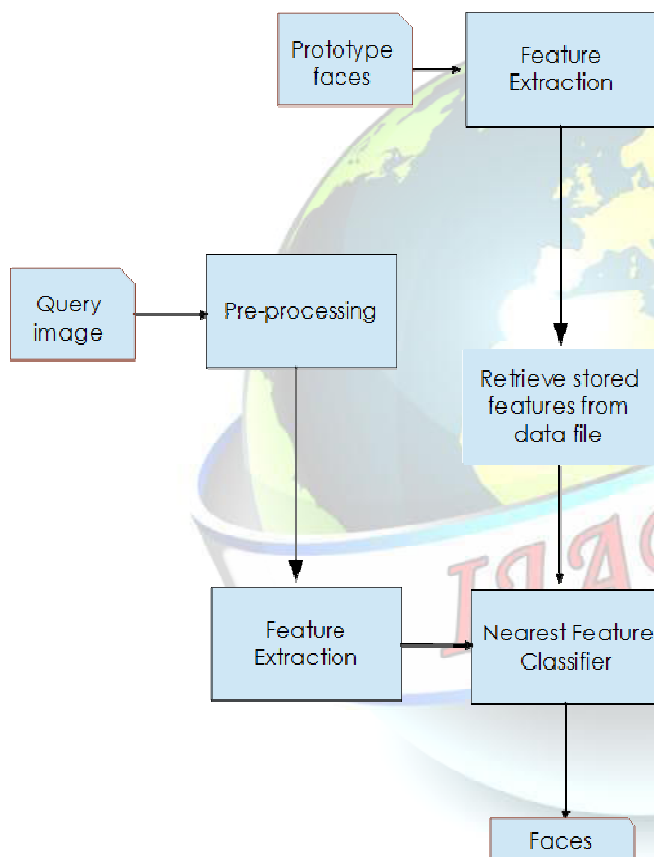 Prototype
faces
Feature
Extraction
Query
image
Pre-processing
Retrieve stored
features from
data file
Feature
Extraction
Nearest Feature
Classifier
Faces